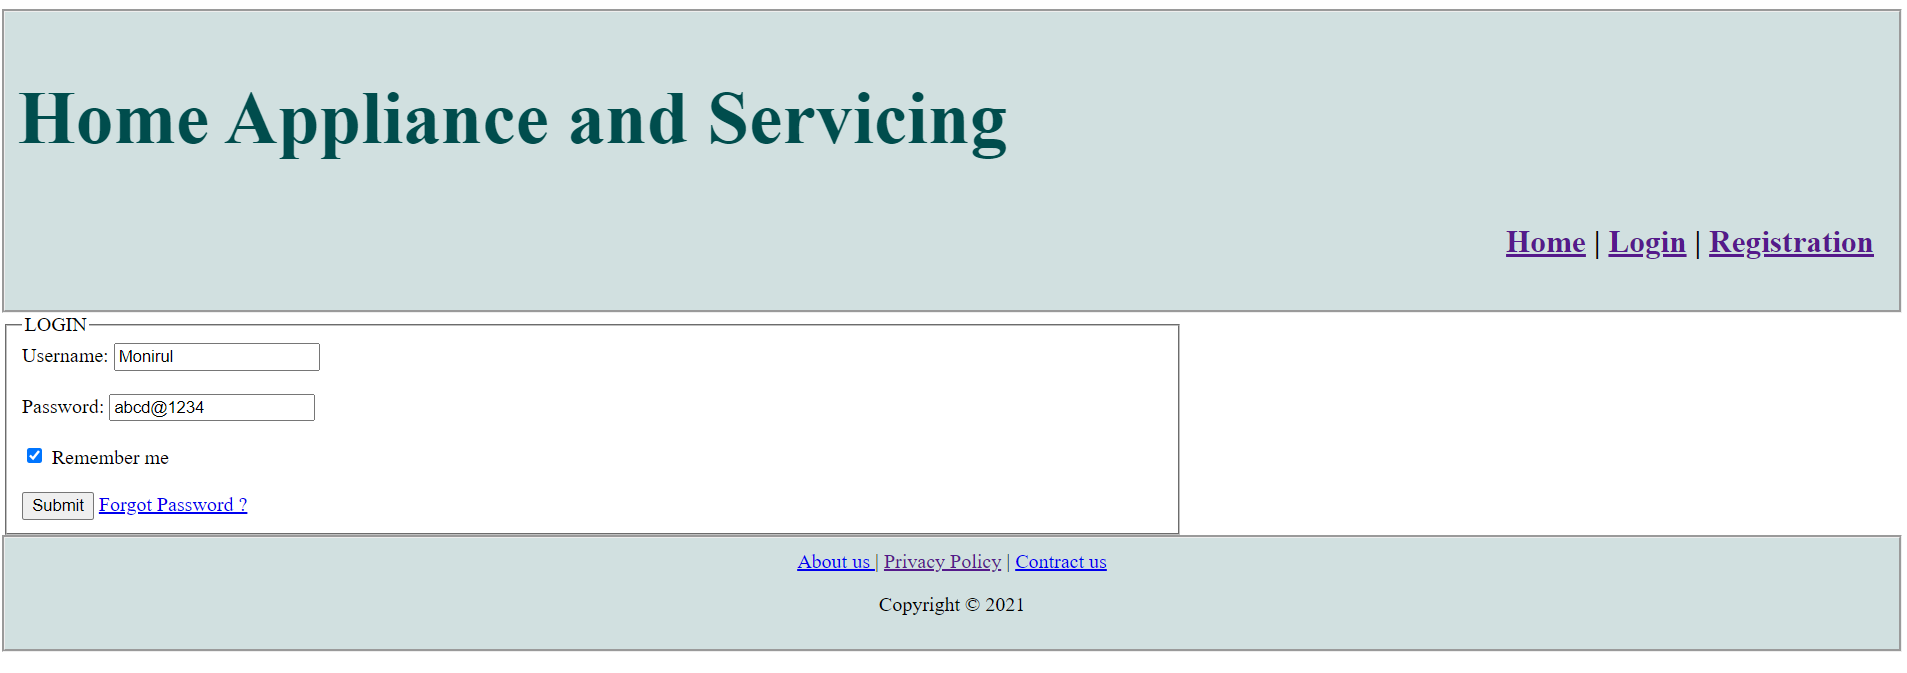 Home Appliance and Servicing
Home | Login | Registration
LOGIN
Username: Monirul
Password: abcd@1234
Remember me
Submit Forgot Password ?
About us | Privacy Policy | Contract us
Copyright © 2021